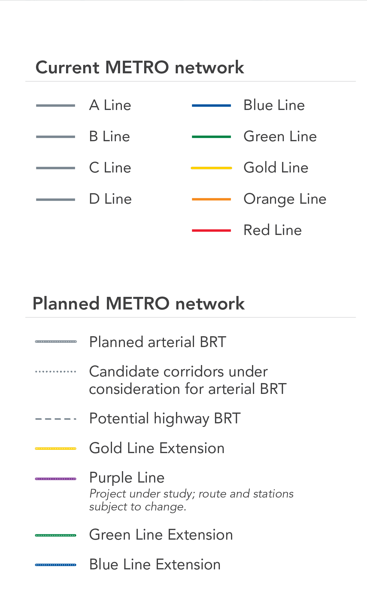 Current METRO network
A Line
Blue Line
B Line
Green Line
C Line
Gold Line
D Line
Orange Line
Red Line
Planned METRO network
Planned arterial BRT
Candidate corridors under
consideration for arterial BRT
Potential highway BRT
Gold Line Extension
Purple Line
Project under study; route and stations
subject to change.
Green Line Extension
Blue Line Extension